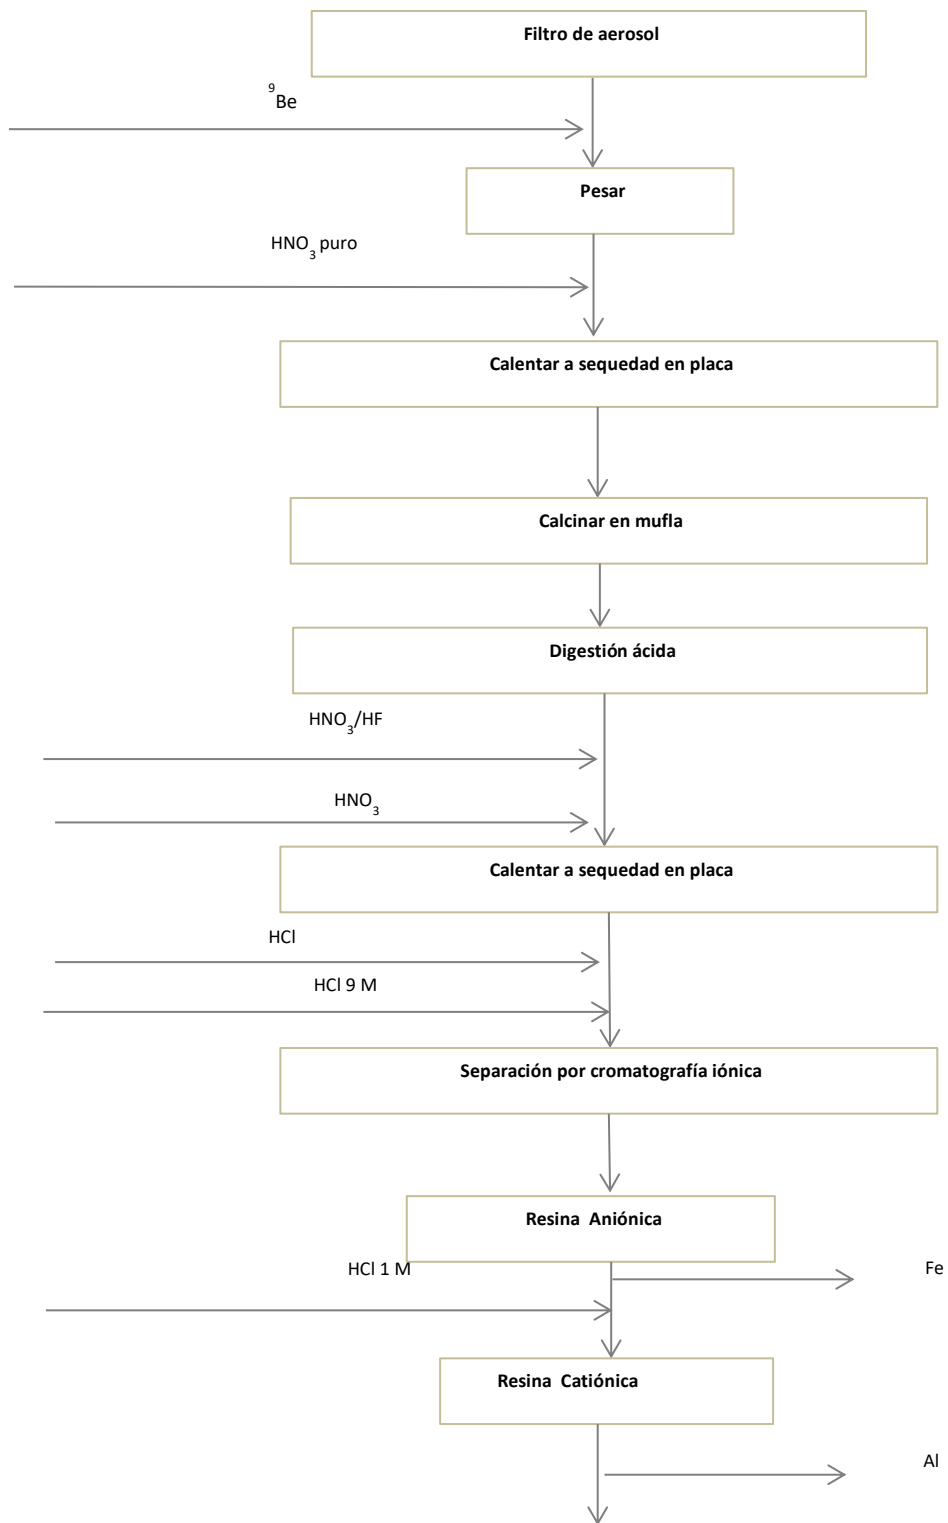 Filtro de aerosol
⁹Be
Pesar
HNO₃ puro
Calentar a sequedad en placa
Calcinar en mufla
Digestión ácida
HNO₃/HF
HNO₃
Calentar a sequedad en placa
HCl
HCl 9 M
Separación por cromatografía iónica
Resina Aniónica
HCl 1 M
Fe
Resina Catiónica
Al